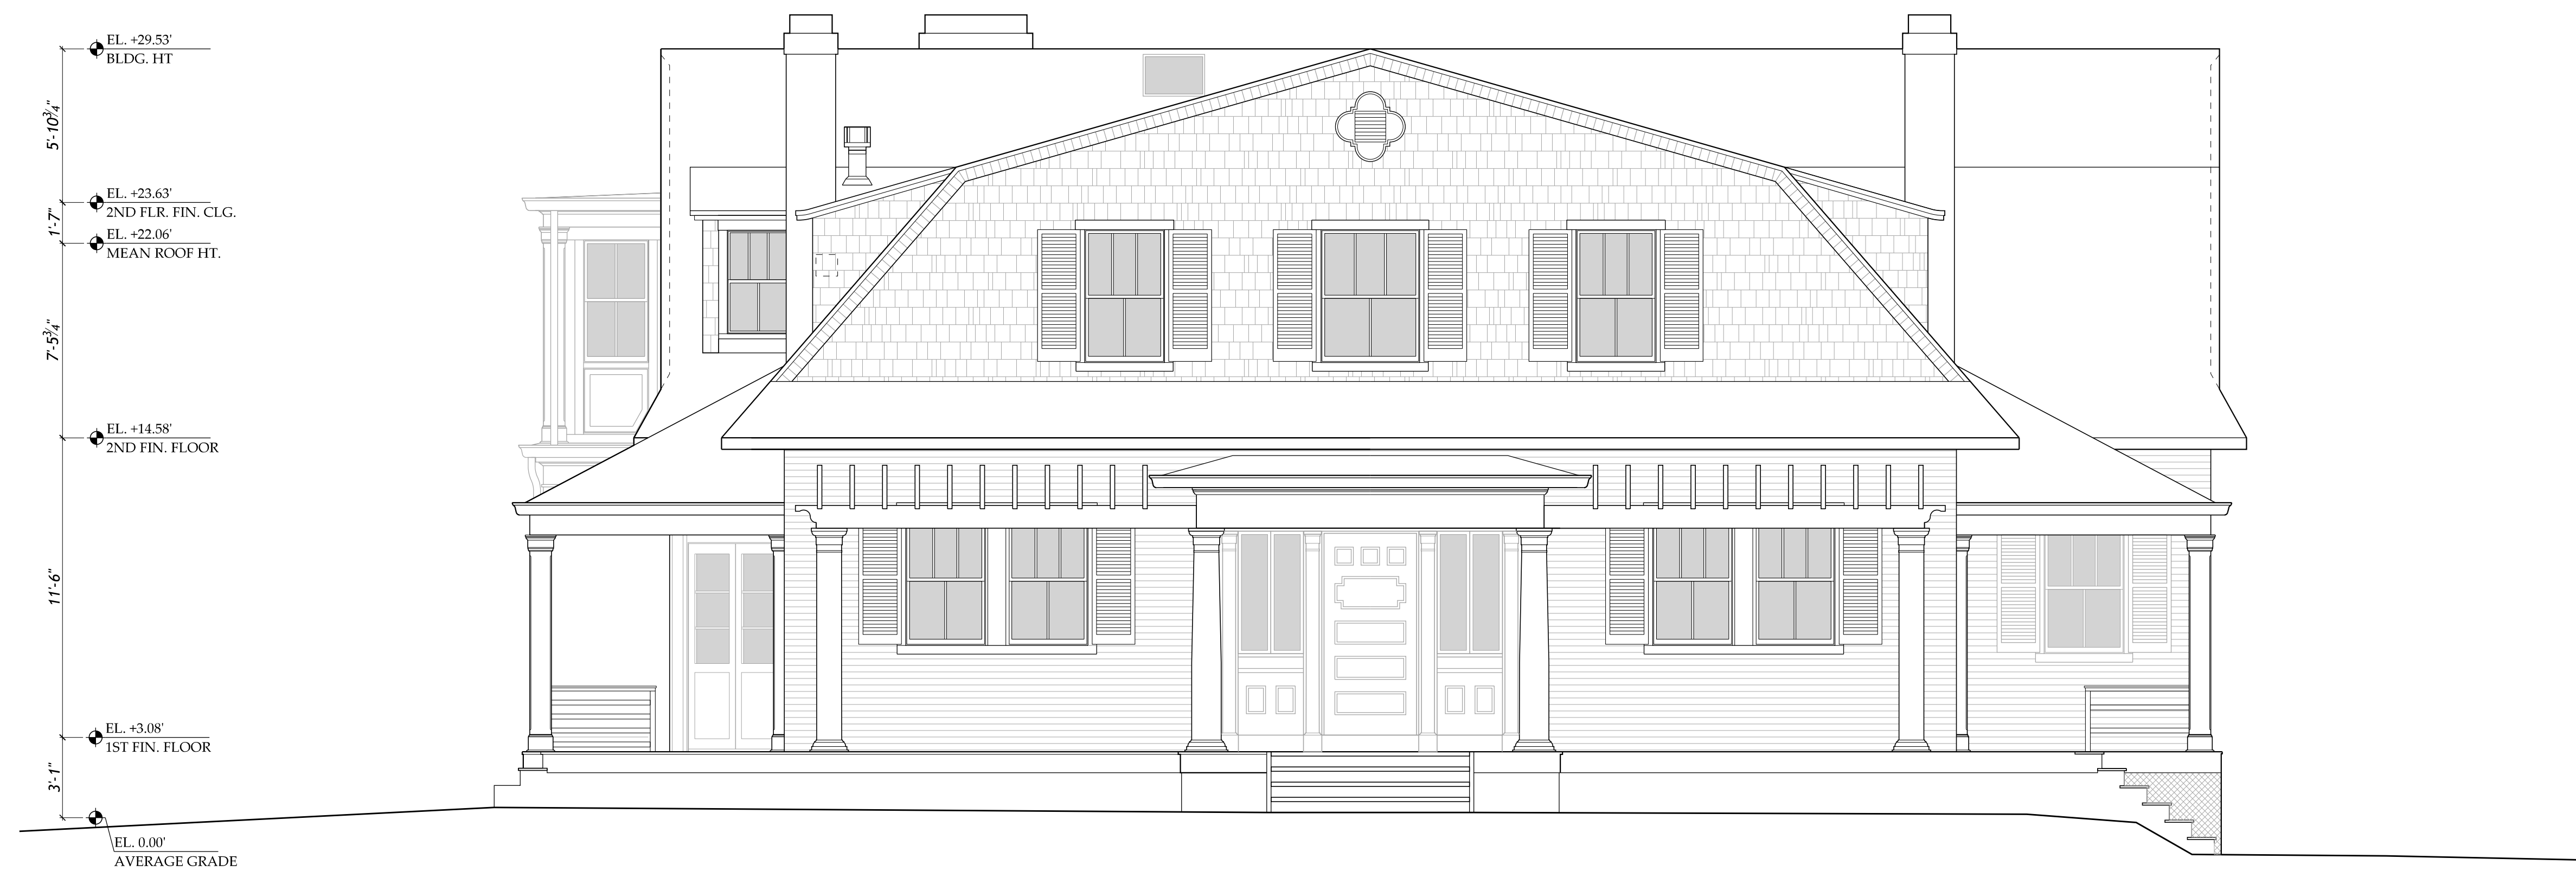 EL. +29.53'
BLDG. HT
5'-10¾"
EL. +23.63'
2ND FLR. FIN. CLG.
1'-7"
EL. +22.06'
MEAN ROOF HT.
7'-5¾"
EL. +14.58'
2ND FIN. FLOOR
11'-6"
EL. +3.08'
1ST FIN. FLOOR
3'-1"
EL. 0.00'
AVERAGE GRADE